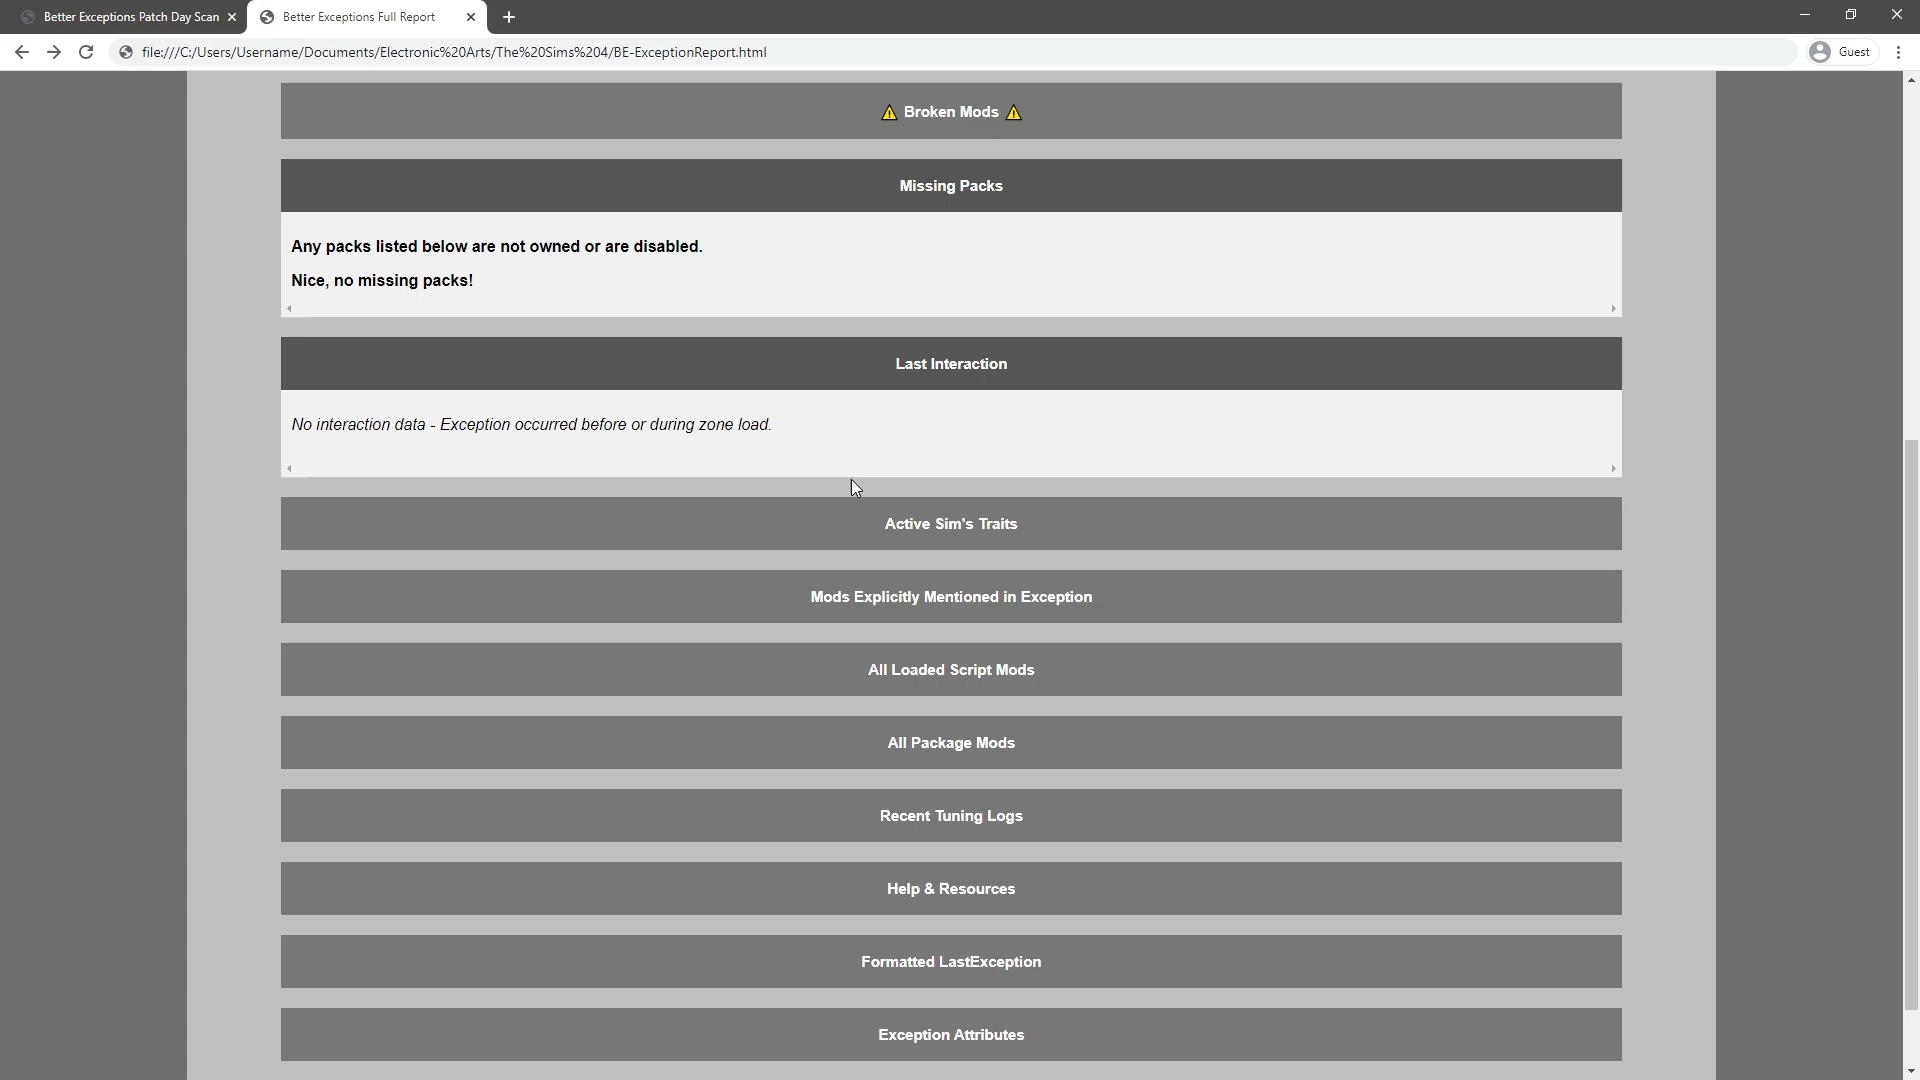 Better Exceptions Patch Day Scan
Better Exceptions Full Report
file:///C:/Users/Username/Documents/Electronic%20Arts/The%20Sims%204/BE-ExceptionReport.html
Guest
Broken Mods
Missing Packs
Any packs listed below are not owned or are disabled.
Nice, no missing packs!
Last Interaction
No interaction data - Exception occurred before or during zone load.
Active Sim's Traits
Mods Explicitly Mentioned in Exception
All Loaded Script Mods
All Package Mods
Recent Tuning Logs
Help & Resources
Formatted LastException
Exception Attributes